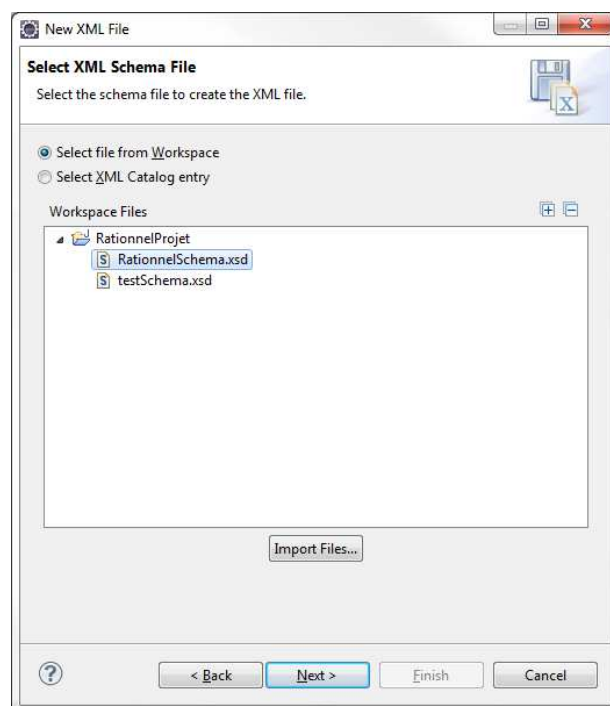 New XML File
Select XML Schema File
Select the schema file to create the XML file.
Select file from Workspace
Select XML Catalog entry
Workspace Files
RationnelProjet
RationnelSchema.xsd
testSchema.xsd
Import Files...
< Back Next > Finish Cancel